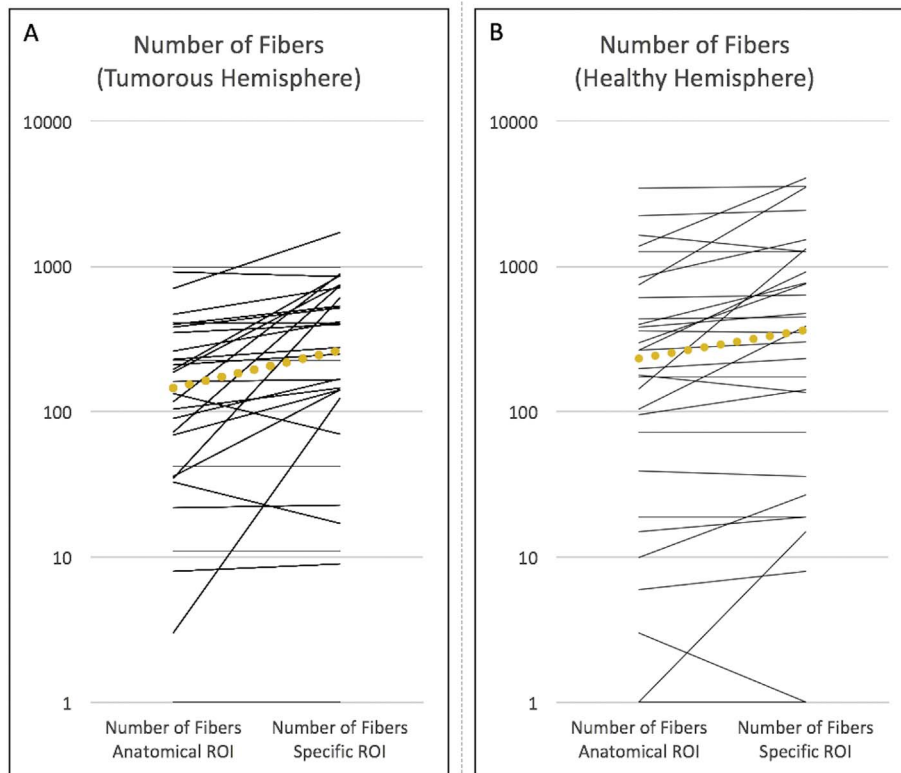 A
Number of Fibers
(Tumorous Hemisphere)
10000
1000
100
10
1
Number of Fibers
Anatomical ROI
Number of Fibers
Specific ROI
B
Number of Fibers
(Healthy Hemisphere)
10000
1000
100
10
1
Number of Fibers
Anatomical ROI
Number of Fibers
Specific ROI